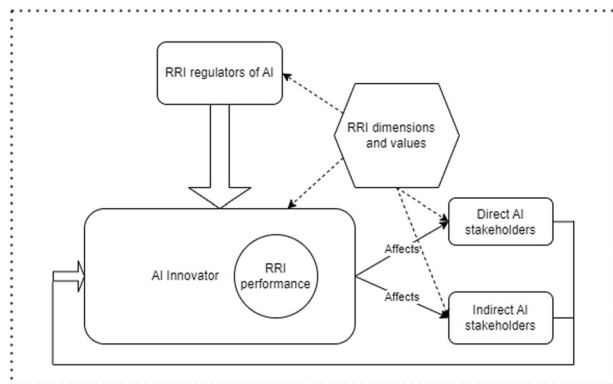 RRI regulators of AI
RRI dimensions
and values
AI Innovator
RRI
performance
Affects
Affects
Direct AI
stakeholders
Indirect AI
stakeholders